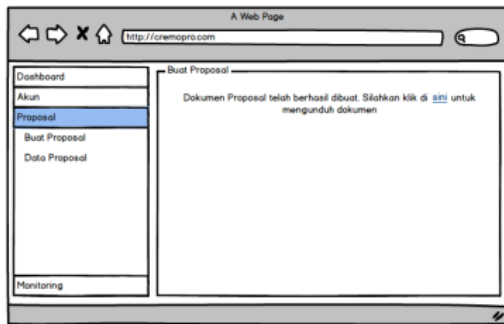 A Web Page
http://cremopro.com
Dashboard
Akun
Proposal
Buat Proposal
Data Proposal
Monitoring
Buat Proposal
Dokumen Proposal telah berhasil dibuat. Silahkan klik di sini untuk
mengunduh dokumen